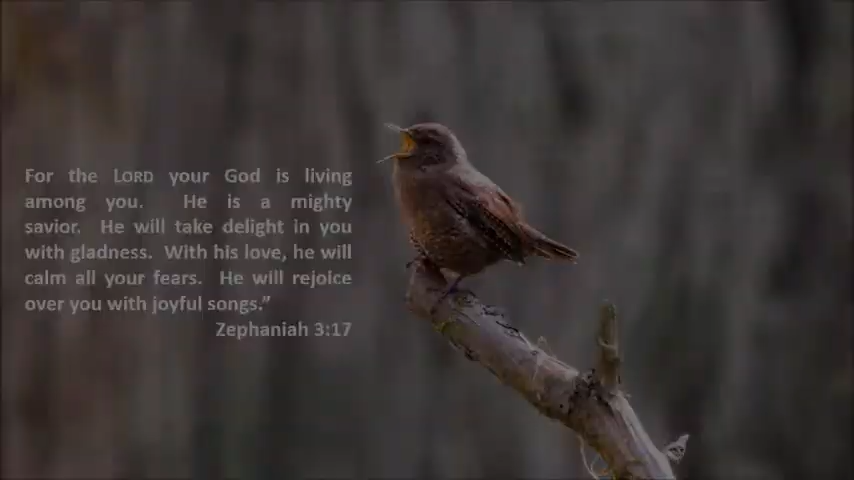 For the LORD your God is living
among you. He is a mighty
savior. He will take delight in you
with gladness. With his love, he will
calm all your fears. He will rejoice
over you with joyful songs.”
Zephaniah 3:17